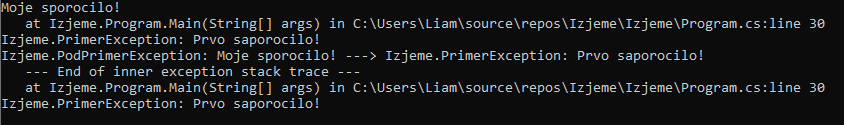 Moje sporocilo!
   at Izjeme.Program.Main(String[] args) in C:\Users\Liam\source\repos\Izjeme\Izjeme\Program.cs:line 30
Izjeme.PrimerException: Prvo saporocilo!
Izjeme.PodPrimerException: Moje sporocilo! ---> Izjeme.PrimerException: Prvo saporocilo!
   --- End of inner exception stack trace ---
   at Izjeme.Program.Main(String[] args) in C:\Users\Liam\source\repos\Izjeme\Izjeme\Program.cs:line 30
Izjeme.PrimerException: Prvo saporocilo!